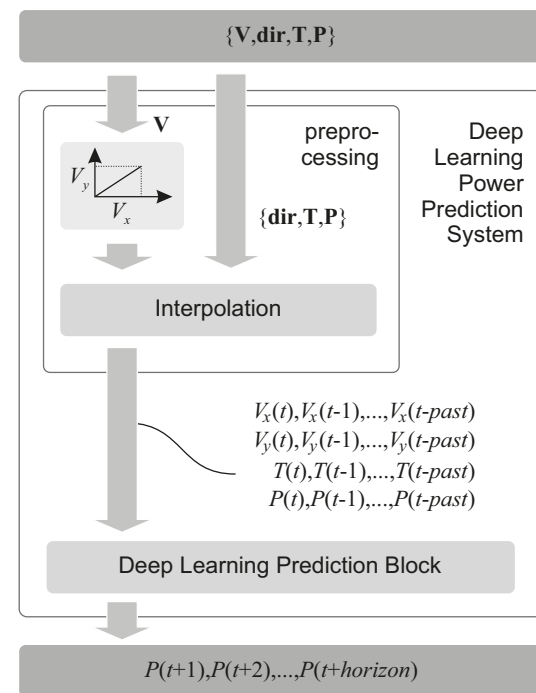 {V,dir,T,P}
V
prepro-
cessing
Deep
Learning
Power
Prediction
System
V_y
V_x
{dir,T,P}
Interpolation
V_x(t),V_x(t-1),...,V_x(t-past)
V_y(t),V_y(t-1),...,V_y(t-past)
T(t),T(t-1),...,T(t-past)
P(t),P(t-1),...,P(t-past)
Deep Learning Prediction Block
P(t+1),P(t+2),...,P(t+horizon)